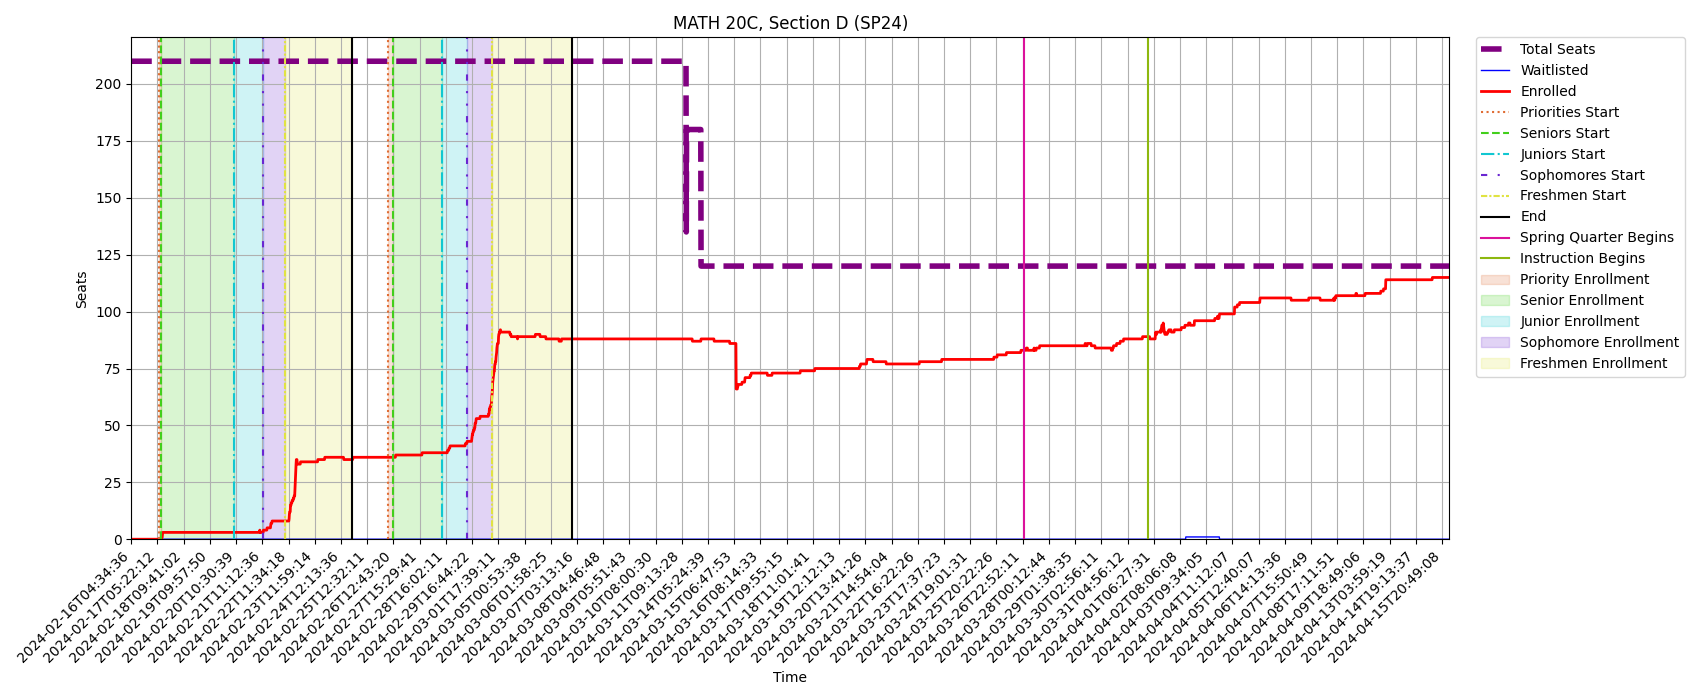 MATH 20C, Section D (SP24)
Seats
200
175
150
125
100
75
50
25
0
2024-02-16T04:34:36
2024-02-17T05:22:12
2024-02-18T09:41:02
2024-02-19T09:57:50
2024-02-20T10:30:39
2024-02-21T11:12:36
2024-02-22T11:34:18
2024-02-23T11:59:14
2024-02-24T12:13:36
2024-02-25T12:32:11
2024-02-26T12:43:20
2024-02-27T15:29:41
2024-02-28T16:02:11
2024-02-29T16:44:22
2024-03-01T17:39:11
2024-03-05T00:53:38
2024-03-06T01:58:25
2024-03-07T03:13:16
2024-03-08T04:46:48
2024-03-09T05:51:43
2024-03-10T08:00:30
2024-03-11T09:13:28
2024-03-14T05:24:39
2024-03-15T06:47:53
2024-03-16T08:14:33
2024-03-17T09:55:15
2024-03-18T11:01:41
2024-03-19T12:12:13
2024-03-20T13:41:26
2024-03-21T14:54:04
2024-03-22T16:22:26
2024-03-23T17:37:23
2024-03-24T19:01:31
2024-03-25T20:22:26
2024-03-26T22:52:11
2024-03-28T00:12:44
2024-03-29T01:38:35
2024-03-30T02:56:11
2024-03-31T04:56:12
2024-04-01T06:27:31
2024-04-02T08:06:08
2024-04-03T09:34:05
2024-04-04T11:12:07
2024-04-05T12:40:07
2024-04-06T14:13:36
2024-04-07T15:50:49
2024-04-08T17:11:51
2024-04-09T18:49:06
2024-04-13T03:59:19
2024-04-14T19:13:37
2024-04-15T20:49:08
Time
Total Seats
Waitlisted
Enrolled
Priorities Start
Seniors Start
Juniors Start
Sophomores Start
Freshmen Start
End
Spring Quarter Begins
Instruction Begins
Priority Enrollment
Senior Enrollment
Junior Enrollment
Sophomore Enrollment
Freshmen Enrollment